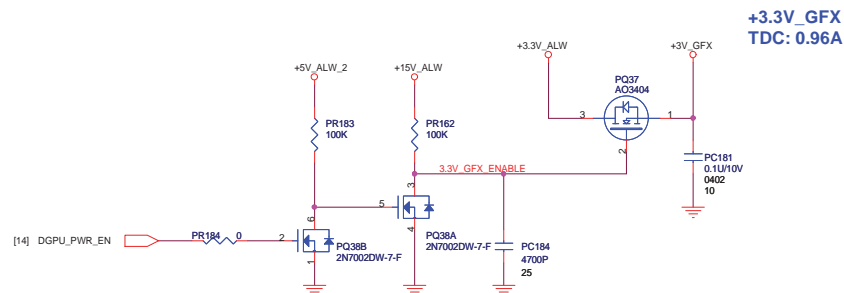 +3.3V_GFX
TDC: 0.96A
+3.3V_ALW
+3V_GFX
+5V_ALW_2
+15V_ALW
PQ37
AO3404
3
1
2
PR183
100K
PR162
100K
3.3V_GFX_ENABLE
PC181
0.1U/10V
0402
10
3
5
4
6
PQ38A
2N7002DW-7-F
[14] DGPU_PWR_EN
PR184 0
2
1
PQ38B
2N7002DW-7-F
PC184
4700P
25